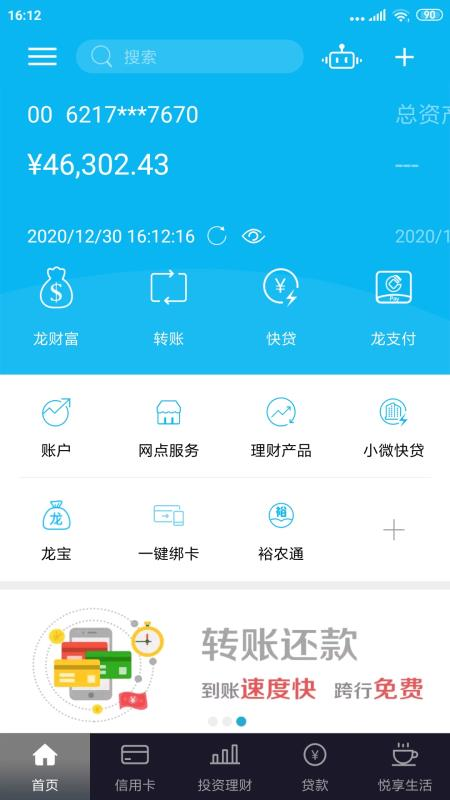 16:12
90
搜索
00 6217***7670
总资产
¥46,302.43
---
2020/12/30 16:12:16
2020/1
$
¥
Pay
龙财富
转账
快贷
龙支付
账户
网点服务
理财产品
小微快贷
龙
裕
龙宝
一键绑卡
裕农通
转账还款
到账速度快 跨行免费
¥
首页
信用卡
投资理财
贷款
悦享生活